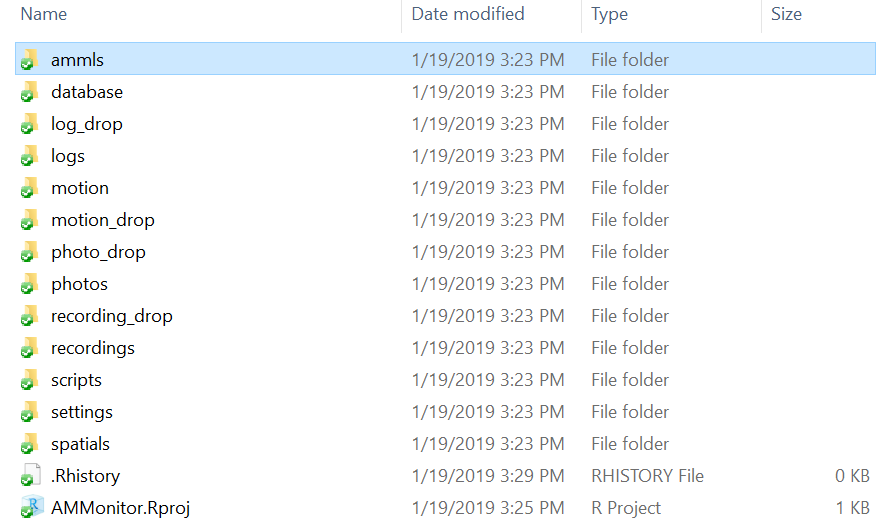 Name Date modified Type Size
ammls 1/19/2019 3:23 PM File folder
database 1/19/2019 3:23 PM File folder
log_drop 1/19/2019 3:23 PM File folder
logs 1/19/2019 3:23 PM File folder
motion 1/19/2019 3:23 PM File folder
motion_drop 1/19/2019 3:23 PM File folder
photo_drop 1/19/2019 3:23 PM File folder
photos 1/19/2019 3:23 PM File folder
recording_drop 1/19/2019 3:23 PM File folder
recordings 1/19/2019 3:23 PM File folder
scripts 1/19/2019 3:23 PM File folder
settings 1/19/2019 3:23 PM File folder
spatials 1/19/2019 3:23 PM File folder
.Rhistory 1/19/2019 3:29 PM RHISTORY File 0 KB
AMMonitor.Rproj 1/19/2019 3:25 PM R Project 1 KB